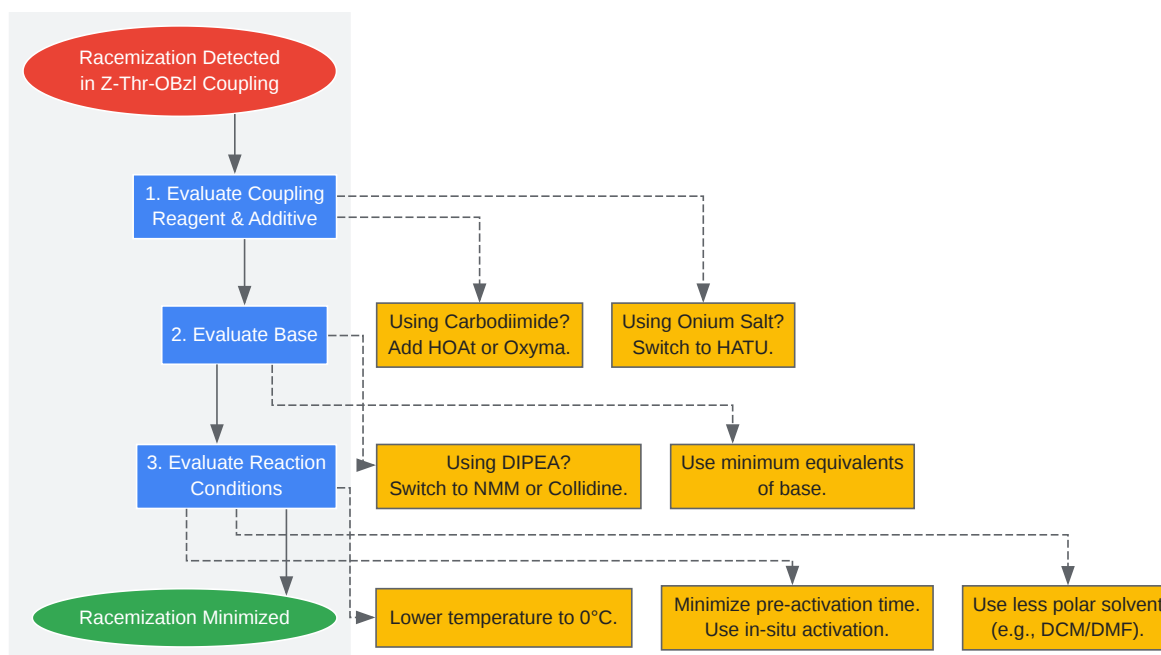 Racemization Detected
in Z-Thr-OBzl Coupling
1. Evaluate Coupling
Reagent & Additive
2. Evaluate Base
Using Carbodiimide?
Add HOAt or Oxyma.
Using Onium Salt?
Switch to HATU.
3. Evaluate Reaction
Conditions
Using DIPEA?
Switch to NMM or Collidine.
Use minimum equivalents
of base.
Racemization Minimized
Lower temperature to 0°C.
Minimize pre-activation time.
Use in-situ activation.
Use less polar solvent
(e.g., DCM/DMF).